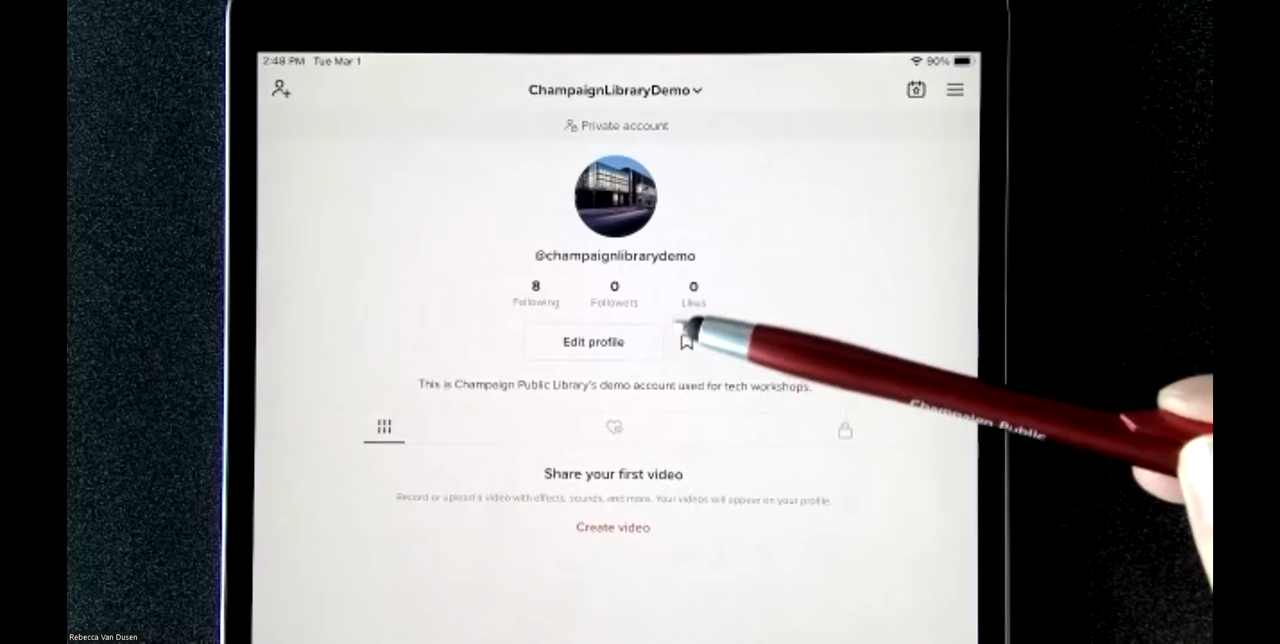 2:48 PM Tue Mar 1
90%
ChampaignLibraryDemo
Private account
@champaignlibrarydemo
8 0 0
Following Followers Likes
Edit profile
This is Champaign Public Library's demo account used for tech workshops.
Share your first video
Record or upload a video with effects, sounds, and more. Your videos will appear on your profile.
Create video
Champaign Public
Rebecca Van Dusen